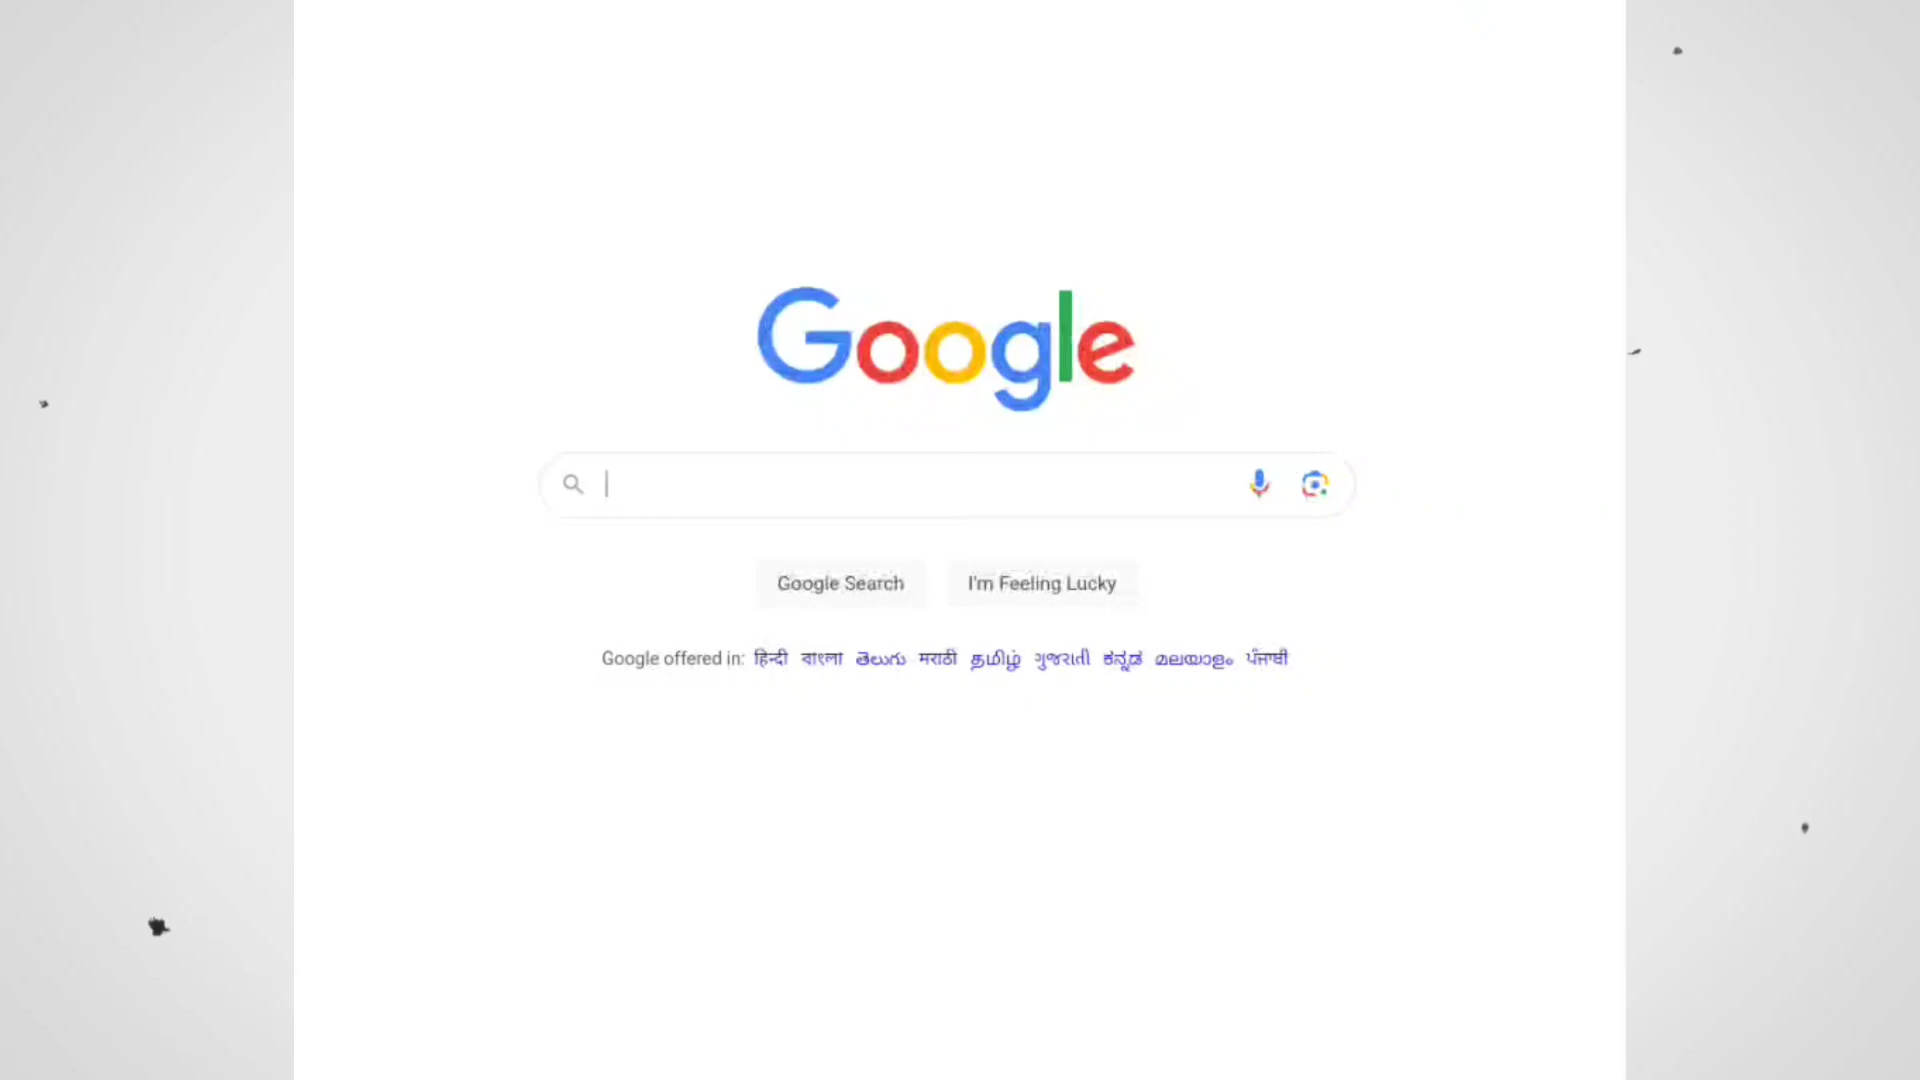 Google
Google Search
I'm Feeling Lucky
Google offered in: हिन्दी বাংলা తెలుగు मराठी தமிழ் ગુજરાતી ಕನ್ನಡ മലയാളം ਪੰਜਾਬੀ